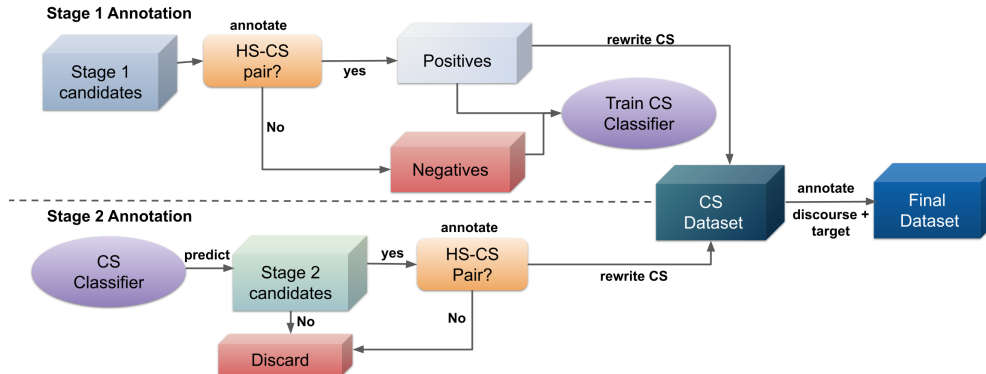 Stage 1 Annotation
annotate
Stage 1
candidates
HS-CS
pair?
yes
No
Positives
Negatives
rewrite CS
Train CS
Classifier
Stage 2 Annotation
CS
Classifier
predict
Stage 2
candidates
yes
No
Discard
annotate
HS-CS
Pair?
No
rewrite CS
CS
Dataset
annotate
discourse +
target
Final
Dataset